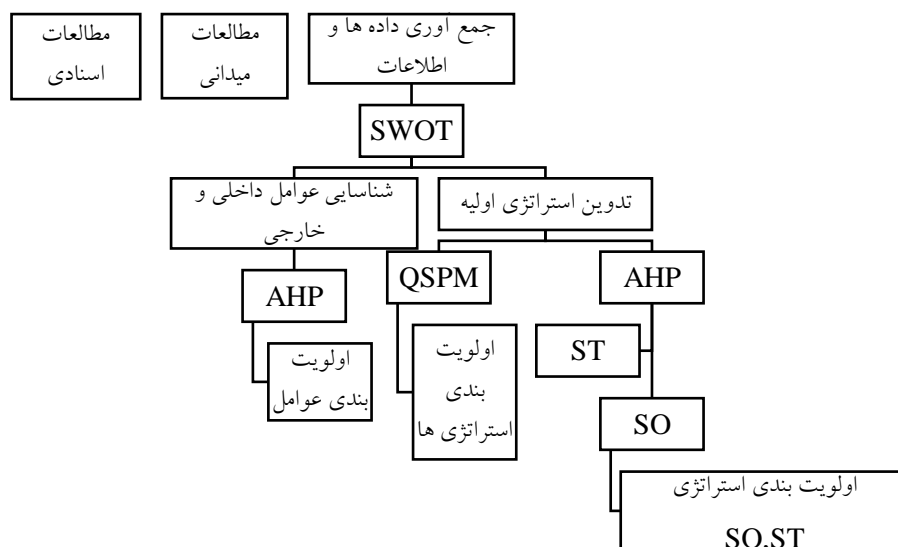 جمع آوری داده ها و
اطلاعات
مطالعات
میدانی
مطالعات
اسنادی
SWOT
تدوین استراتژی اولیه
شناسایی عوامل داخلی و
خارجی
AHP
QSPM
AHP
ST
اولویت
بندی
استراتژی ها
اولویت
بندی عوامل
SO
اولویت بندی استراتژی
SO,ST